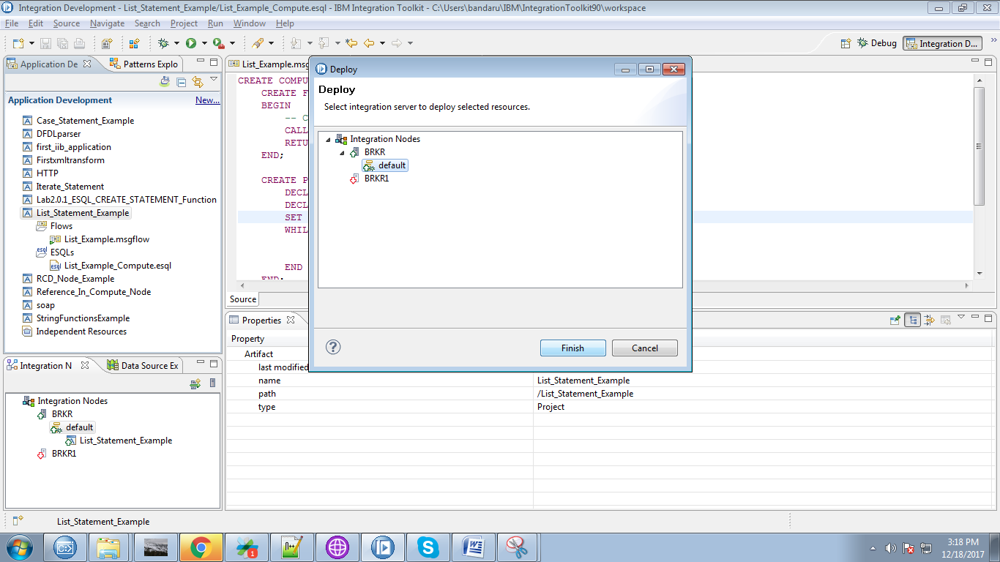 Integration Development - List_Statement_Example/List_Example_Compute.esql - IBM Integration Toolkit - C:\Users\bandaru\IBM\IntegrationToolkit90\workspace
File Edit Source Navigate Search Project Run Window Help
Debug Integration D...
Application De Patterns Explo
Application Development New...
Case_Statement_Example
DFDLparser
first_iib_application
Firstxmltransform
HTTP
Iterate_Statement
Lab2.0.1_ESQL_CREATE_STATEMENT_Function
List_Statement_Example
Flows
List_Example.msgflow
esql ESQLs
esql List_Example_Compute.esql
RCD_Node_Example
Reference_In_Compute_Node
soap
StringFunctionsExample
Independent Resources
List_Example.msg
CREATE COMPU
CREATE F
BEGIN
-- C
CALL
RETU
END;
CREATE P
DECL
DECL
SET
WHIL
END
END;
Source
Deploy
Deploy
Select integration server to deploy selected resources.
Integration Nodes
BRKR
default
BRKR1
? Finish Cancel
Properties
Property
Artifact
last modified
name List_Statement_Example
path /List_Statement_Example
type Project
Integration N Data Source Ex
Integration Nodes
BRKR
default
List_Statement_Example
BRKR1
List_Statement_Example
n++
1
3:18 PM
12/18/2017